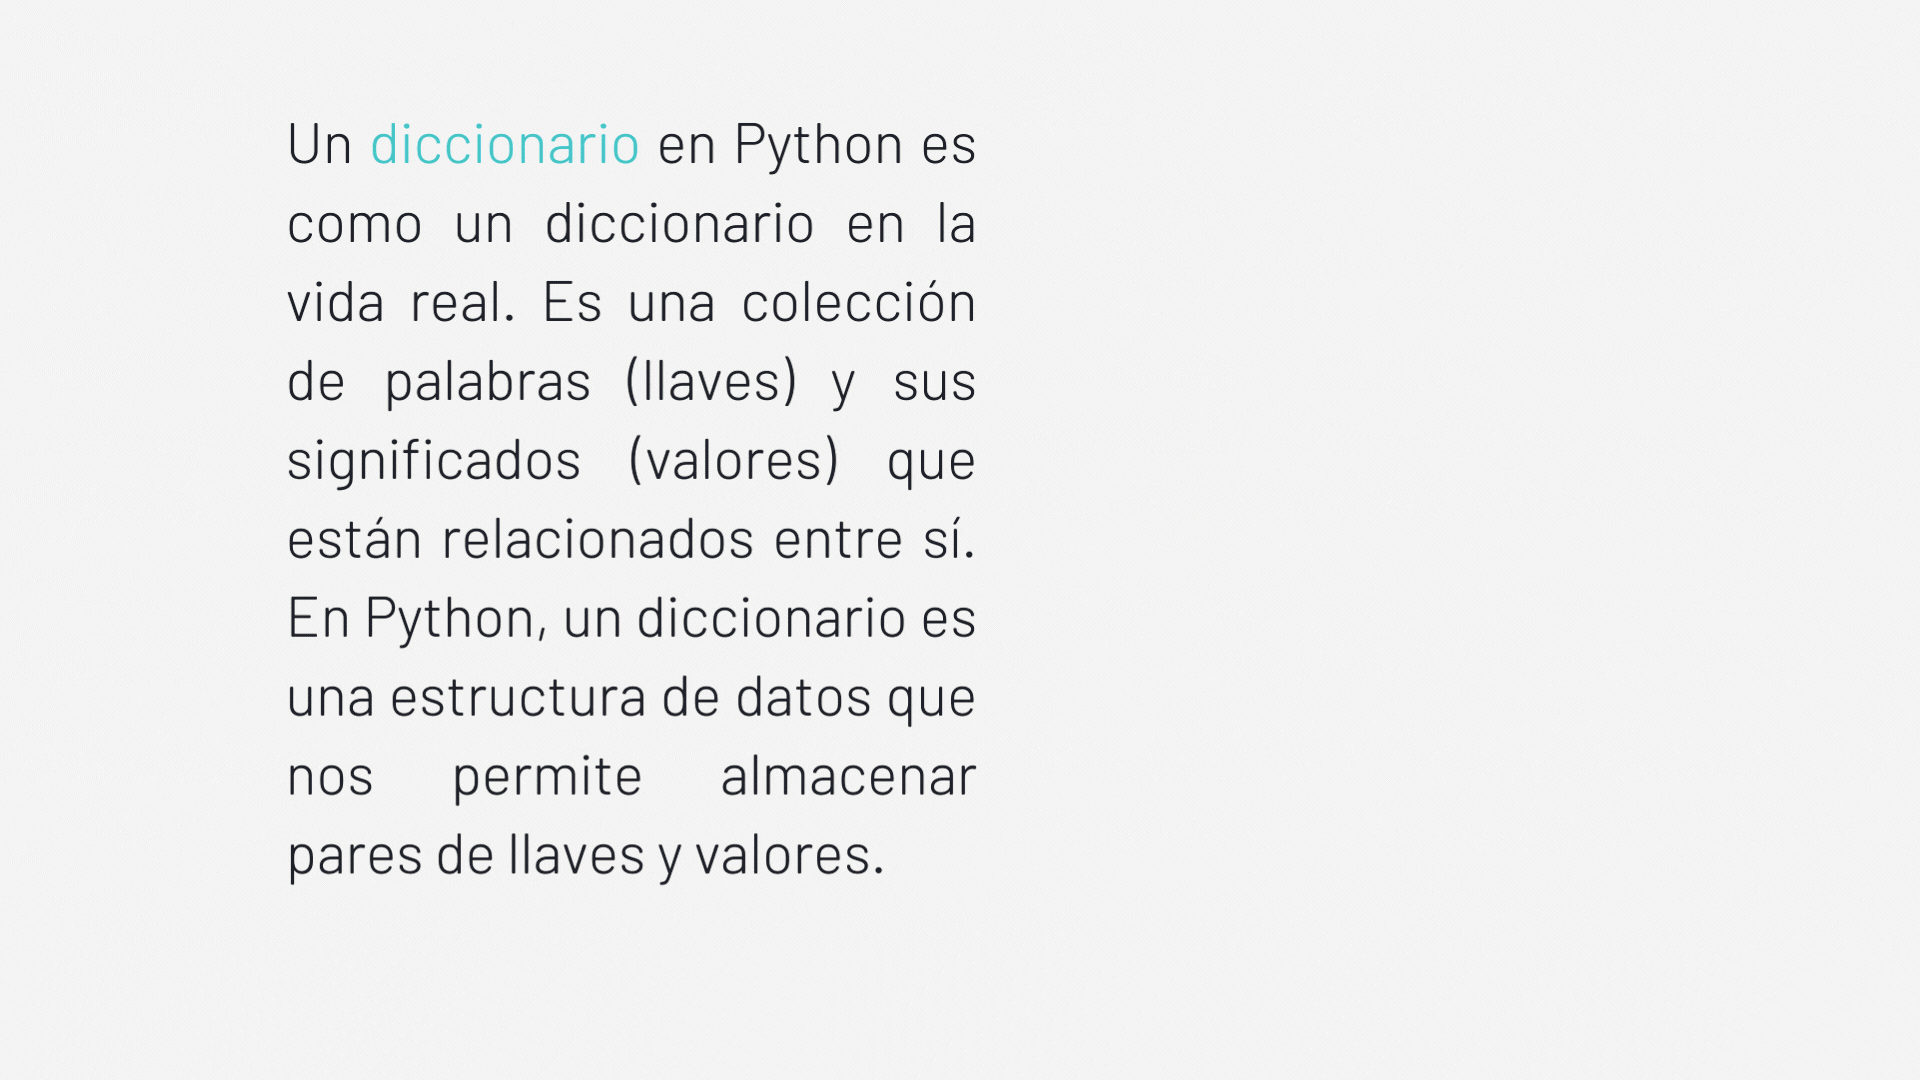 Un diccionario en Python es
como un diccionario en la
vida real. Es una colección
de palabras (llaves) y sus
significados (valores) que
están relacionados entre sí.
En Python, un diccionario es
una estructura de datos que
nos permite almacenar
pares de llaves y valores.